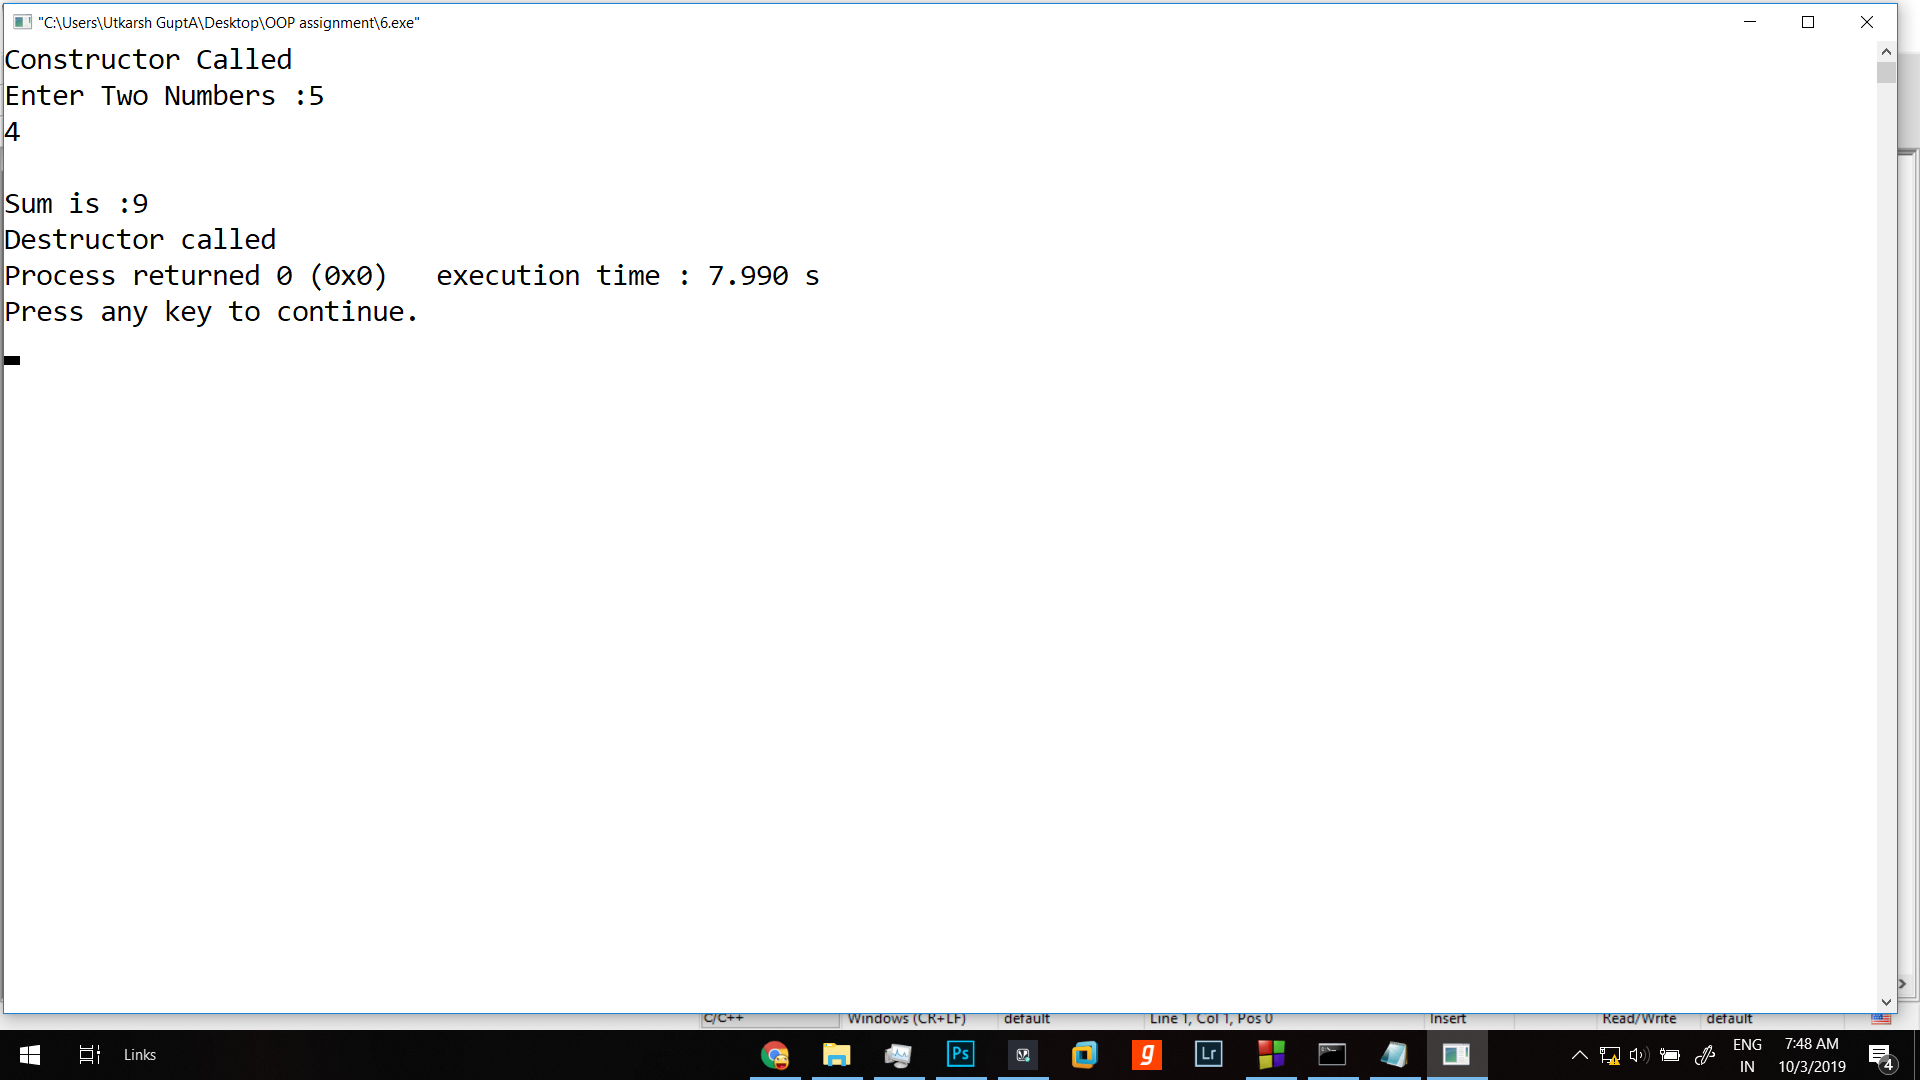 "C:\Users\Utkarsh GuptA\Desktop\OOP assignment\6.exe"
Constructor Called
Enter Two Numbers :5
4
Sum is :9
Destructor called
Process returned 0 (0x0)   execution time : 7.990 s
Press any key to continue.
C/C++ Windows (CR+LF) default Line 1, Col 1, Pos 0 Insert Read/Write default
Links Ps g Lr ENG 7:48 AM
IN 10/3/2019 4